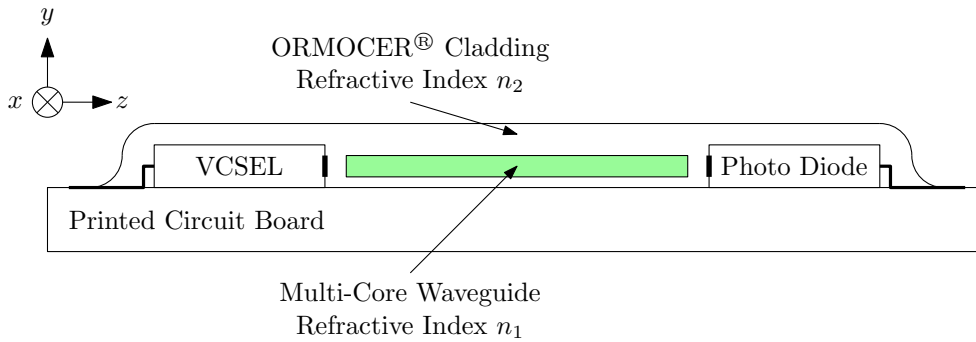 y
ORMOCER® Cladding
Refractive Index n₂
x
z
VCSEL
Photo Diode
Printed Circuit Board
Multi-Core Waveguide
Refractive Index n₁